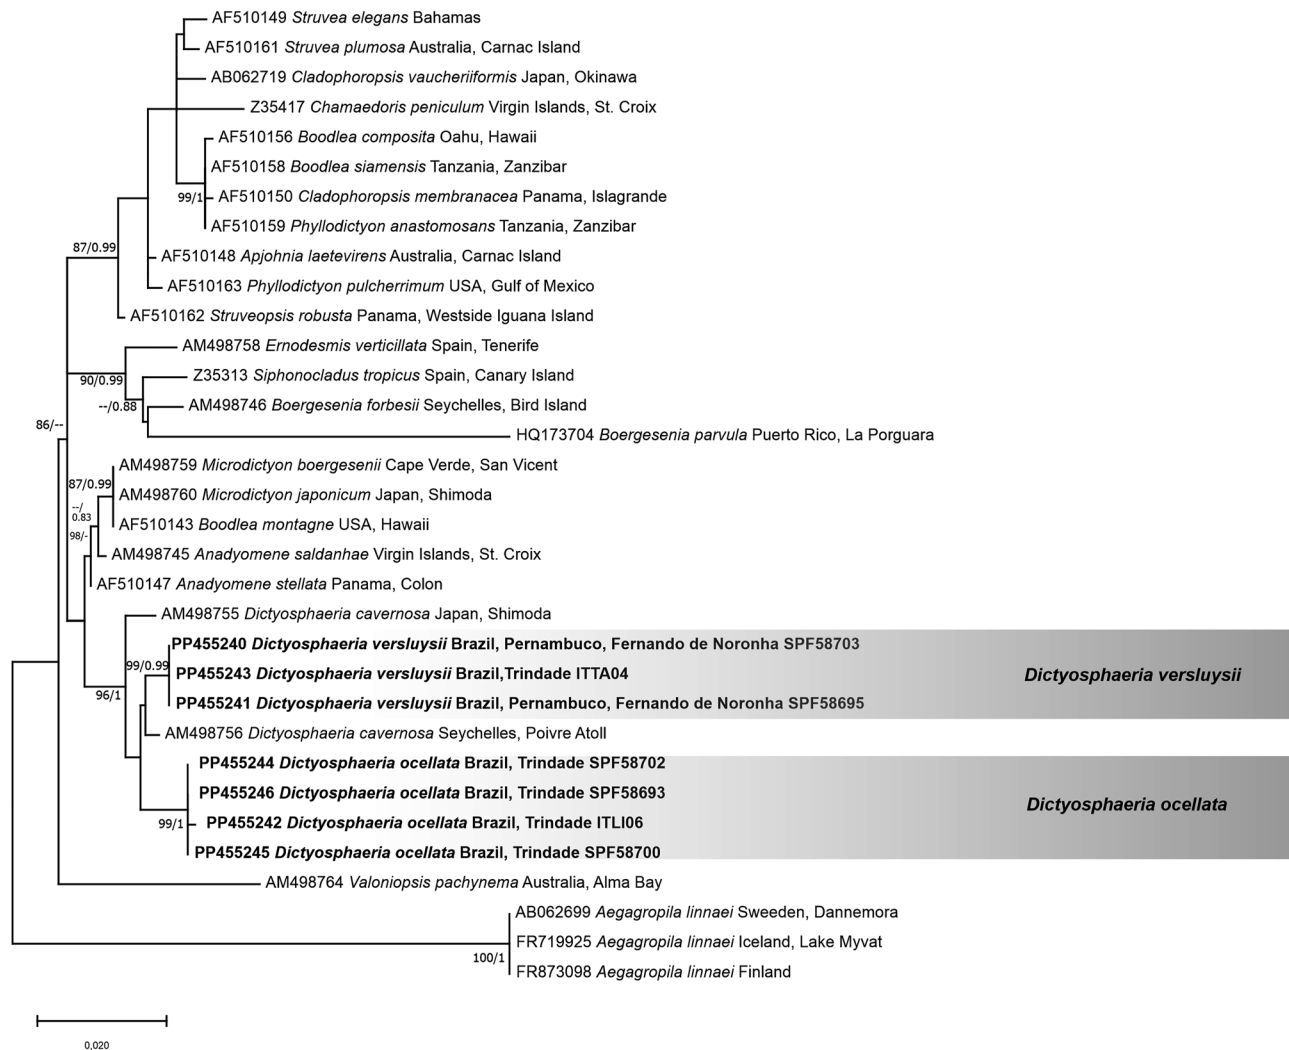 AF510149 Struvea elegans Bahamas
AF510161 Struvea plumosa Australia, Carnac Island
AB062719 Cladophoropsis vaucheriiformis Japan, Okinawa
Z35417 Chamaedoris peniculum Virgin Islands, St. Croix
AF510156 Boodlea composita Oahu, Hawaii
AF510158 Boodlea siamensis Tanzania, Zanzibar
99/1
AF510150 Cladophoropsis membranacea Panama, Islagrande
AF510159 Phyllodictyon anastomosans Tanzania, Zanzibar
87/0.99
AF510148 Apjohnia laetevirens Australia, Carnac Island
AF510163 Phyllodictyon pulcherrimum USA, Gulf of Mexico
AF510162 Struveopsis robusta Panama, Westside Iguana Island
AM498758 Ernodesmis verticillata Spain, Tenerife
90/0.99
Z35313 Siphonocladus tropicus Spain, Canary Island
--/0.88
AM498746 Boergesenia forbesii Seychelles, Bird Island
86/--
HQ173704 Boergesenia parvula Puerto Rico, La Porguara
AM498759 Microdictyon boergesenii Cape Verde, San Vicent
87/0.99
AM498760 Microdictyon japonicum Japan, Shimoda
--/
0.83
AF510143 Boodlea montagne USA, Hawaii
98/-
AM498745 Anadyomene saldanhae Virgin Islands, St. Croix
AF510147 Anadyomene stellata Panama, Colon
AM498755 Dictyosphaeria cavernosa Japan, Shimoda
PP455240 Dictyosphaeria versluysii Brazil, Pernambuco, Fernando de Noronha SPF58703
99/0.99
PP455243 Dictyosphaeria versluysii Brazil,Trindade ITTA04
Dictyosphaeria versluysii
96/1
PP455241 Dictyosphaeria versluysii Brazil, Pernambuco, Fernando de Noronha SPF58695
AM498756 Dictyosphaeria cavernosa Seychelles, Poivre Atoll
PP455244 Dictyosphaeria ocellata Brazil, Trindade SPF58702
PP455246 Dictyosphaeria ocellata Brazil, Trindade SPF58693
Dictyosphaeria ocellata
99/1
PP455242 Dictyosphaeria ocellata Brazil, Trindade ITLI06
PP455245 Dictyosphaeria ocellata Brazil, Trindade SPF58700
AM498764 Valoniopsis pachynema Australia, Alma Bay
AB062699 Aegagropila linnaei Sweeden, Dannemora
FR719925 Aegagropila linnaei Iceland, Lake Myvat
100/1
FR873098 Aegagropila linnaei Finland
0,020